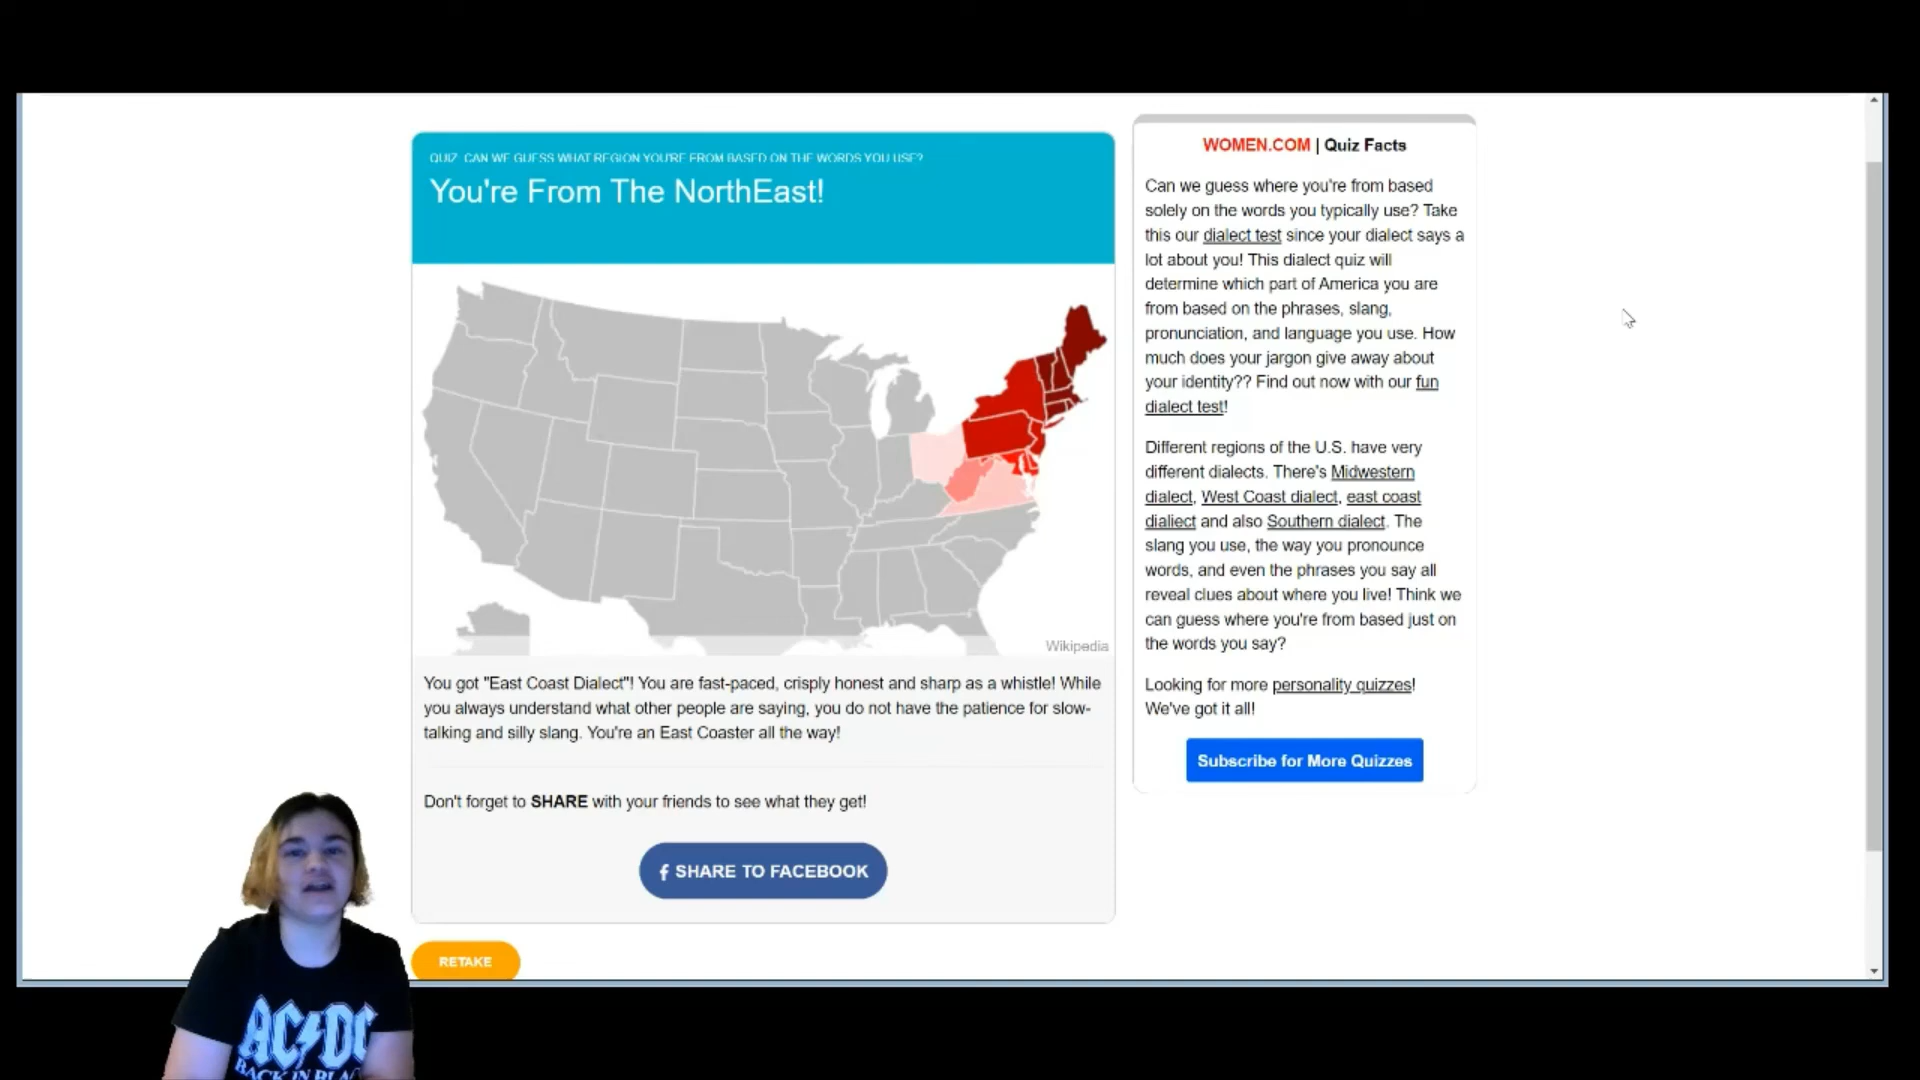 QUIZ CAN WE GUESS WHAT REGION YOU'RE FROM BASED ON THE WORDS YOU USE?
You're From The NorthEast!
Wikipedia
You got "East Coast Dialect"! You are fast-paced, crisply honest and sharp as a whistle! While
you always understand what other people are saying, you do not have the patience for slow-
talking and silly slang. You're an East Coaster all the way!
Don't forget to SHARE with your friends to see what they get!
f SHARE TO FACEBOOK
RETAKE
WOMEN.COM | Quiz Facts
Can we guess where you're from based
solely on the words you typically use? Take
this our dialect test since your dialect says a
lot about you! This dialect quiz will
determine which part of America you are
from based on the phrases, slang,
pronunciation, and language you use. How
much does your jargon give away about
your identity?? Find out now with our fun
dialect test!
Different regions of the U.S. have very
different dialects. There's Midwestern
dialect, West Coast dialect, east coast
dialiect and also Southern dialect. The
slang you use, the way you pronounce
words, and even the phrases you say all
reveal clues about where you live! Think we
can guess where you're from based just on
the words you say?
Looking for more personality quizzes!
We've got it all!
Subscribe for More Quizzes
AC/DC
BACK IN BLACK